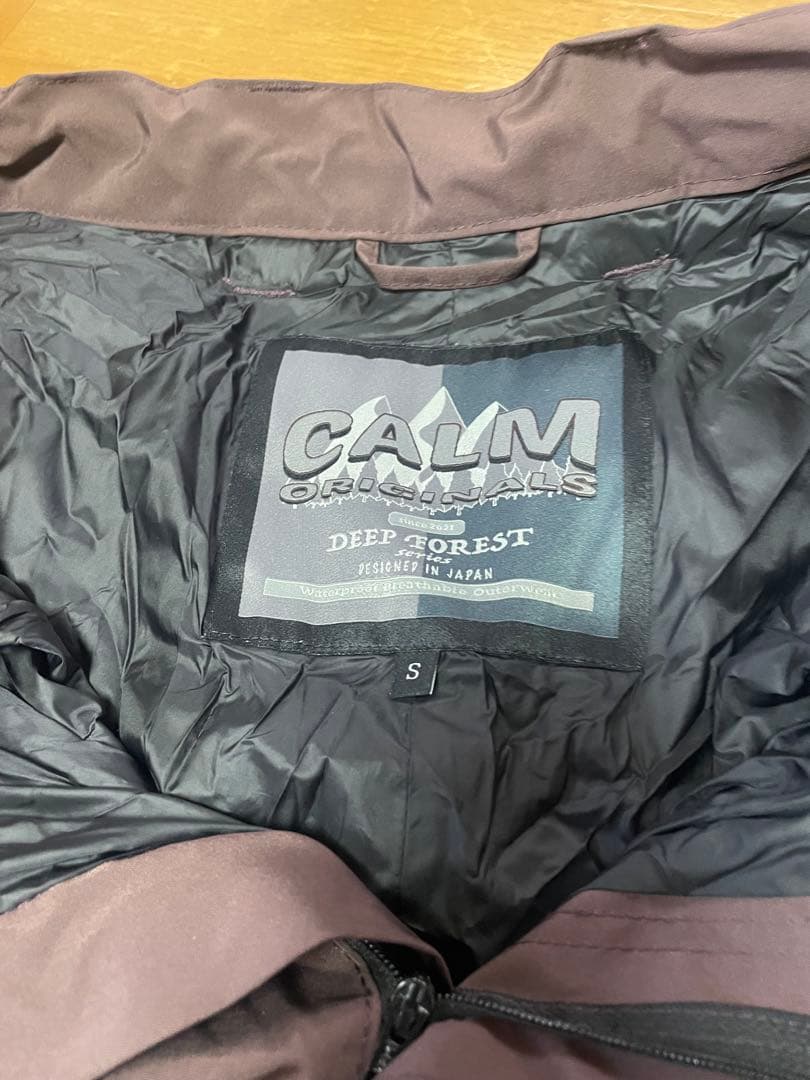 CALM
ORIGINALS
since 2021
DEEP FOREST
series
DESIGNED IN JAPAN
Waterproof Breathable Outerwear
S